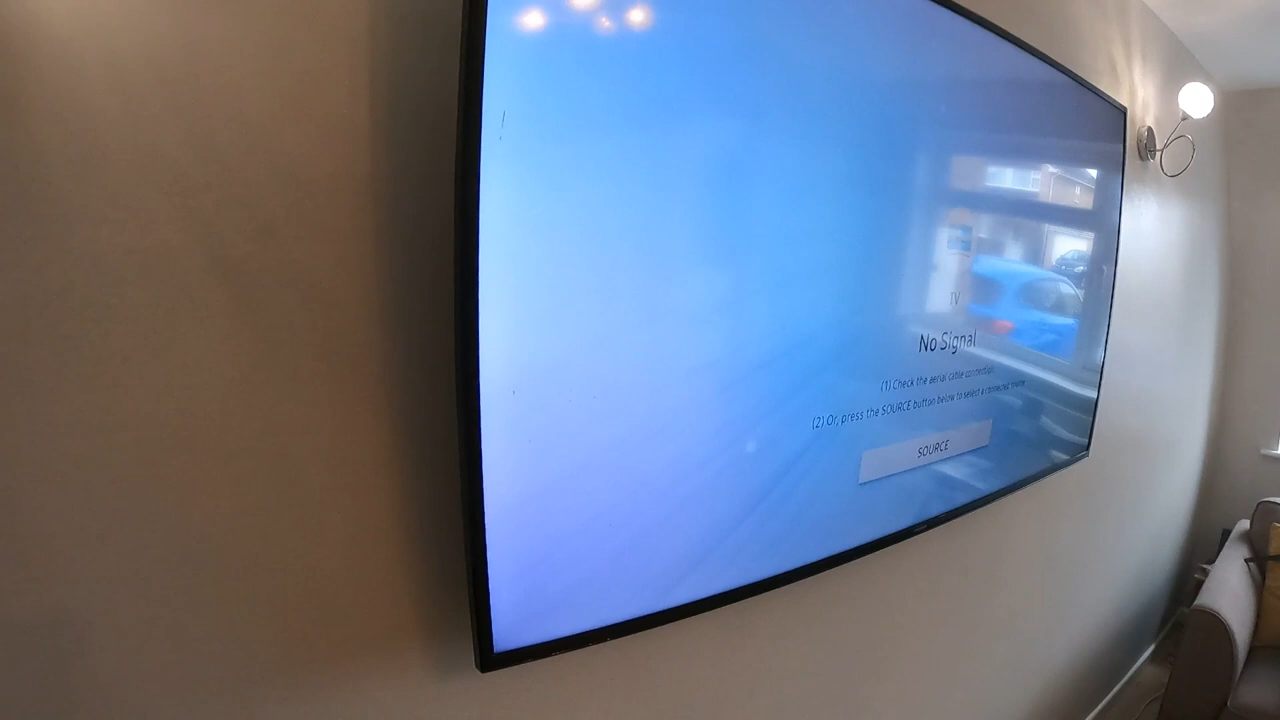 TV
No Signal
(1) Check the aerial cable connection.
(2) Or, press the SOURCE button below to select a connected
SOURCE